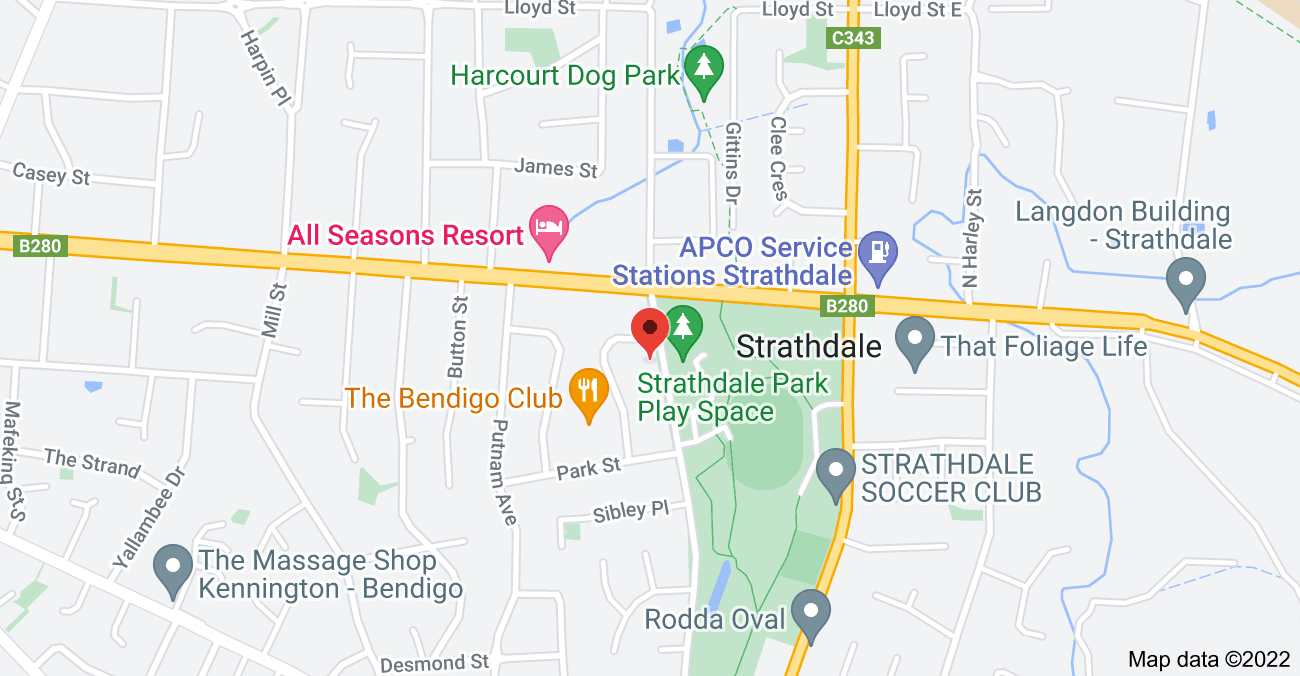 Lloyd St
Lloyd St
Lloyd St E
C343
Harpin Pl
Harcourt Dog Park
Gittins Dr
Clee Cres
James St
Casey St
N Harley St
Langdon Building
- Strathdale
B280
All Seasons Resort
APCO Service
Stations Strathdale
B280
Mill St
Button St
Strathdale
That Foliage Life
Strathdale Park
Play Space
The Bendigo Club
Mafeking St S
Putnam Ave
The Strand
Yallambee Dr
Park St
STRATHDALE
SOCCER CLUB
Sibley Pl
The Massage Shop
Kennington - Bendigo
Rodda Oval
Desmond St
Map data ©2022